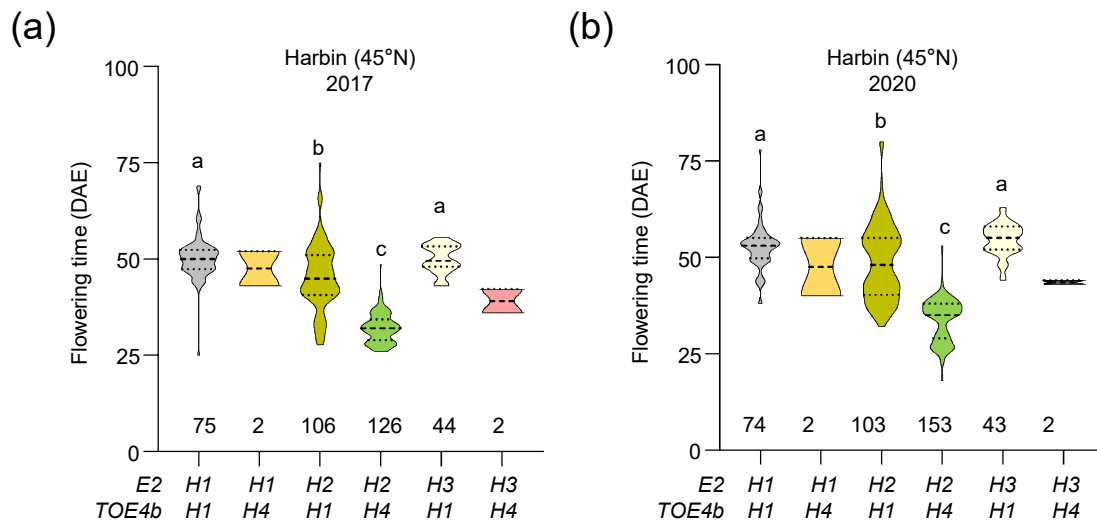 (a)
Harbin (45°N)
2017
Flowering time (DAE)
100
75
50
25
0
a
b
c
a
75 2 106 126 44 2
E2 H1 H1 H2 H2 H3 H3
TOE4b H1 H4 H1 H4 H1 H4
(b)
Harbin (45°N)
2020
Flowering time (DAE)
100
75
50
25
0
a
b
c
a
74 2 103 153 43 2
E2 H1 H1 H2 H2 H3 H3
TOE4b H1 H4 H1 H4 H1 H4